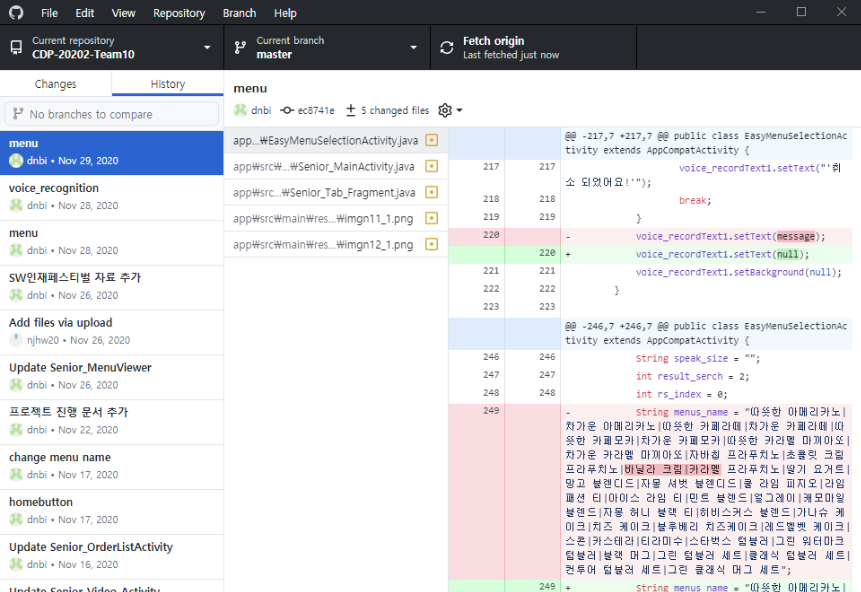 File Edit View Repository Branch Help
Current repository
CDP-20202-Team10
Current branch
master
Fetch origin
Last fetched just now
Changes
History
No branches to compare
menu
dnbi • Nov 29, 2020
voice_recognition
dnbi • Nov 28, 2020
menu
dnbi • Nov 28, 2020
SW인재페스티벌 자료 추가
dnbi • Nov 26, 2020
Add files via upload
njhw20 • Nov 26, 2020
Update Senior_MenuViewer
dnbi • Nov 26, 2020
프로젝트 진행 문서 추가
dnbi • Nov 22, 2020
change menu name
dnbi • Nov 17, 2020
homebutton
dnbi • Nov 17, 2020
Update Senior_OrderListActivity
dnbi • Nov 16, 2020
Update Senior_Video_Activity
menu
dnbi ec8741e 5 changed files
app...₩EasyMenuSelectionActivity.java
app₩src₩...₩Senior_MainActivity.java
app₩src...₩Senior_Tab_Fragment.java
app₩src₩main₩res...₩imgn11_1.png
app₩src₩main₩res...₩imgn12_1.png
@@ -217,7 +217,7 @@ public class EasyMenuSelectionAc
tivity extends AppCompatActivity {
217 217 voice_recordText1.setText("'취
소 되었어요!'");
218 218 break;
219 219 }
220 - voice_recordText1.setText(message);
220 + voice_recordText1.setText(null);
221 221 voice_recordText1.setBackground(null);
222 222 }
223 223
@@ -246,7 +246,7 @@ public class EasyMenuSelectionAc
tivity extends AppCompatActivity {
246 246 String speak_size = "";
247 247 int result_serch = 2;
248 248 int rs_index = 0;
249 - String menus_name = "따뜻한 아메리카노|
차가운 아메리카노|따뜻한 카페라떼|차가운 카페라떼|따
뜻한 카페모카|차가운 카페모카|따뜻한 카라멜 마끼아또|
차가운 카라멜 마끼아또|자바칩 프라푸치노|초콜릿 크림
프라푸치노|바닐라 크림|카라멜 프라푸치노|딸기 요거트|
망고 블렌디드|자몽 셔벗 블렌디드|쿨 라임 피지오|라임
패션 티|아이스 라임 티|민트 블렌드|얼그레이|캐모마일
블렌드|자몽 허니 블랙 티|히비스커스 블렌드|가나슈 케
이크|치즈 케이크|블루베리 치즈케이크|레드벨벳 케이크|
스콘|카스테라|티라미수|스타벅스 텀블러|그린 워터마크
텀블러|블랙 머그|그린 텀블러 세트|클래식 텀블러 세트|
컨투어 텀블러 세트|그린 클래식 머그 세트";
249 + String menus_name = "따뜻한 아메리카노|